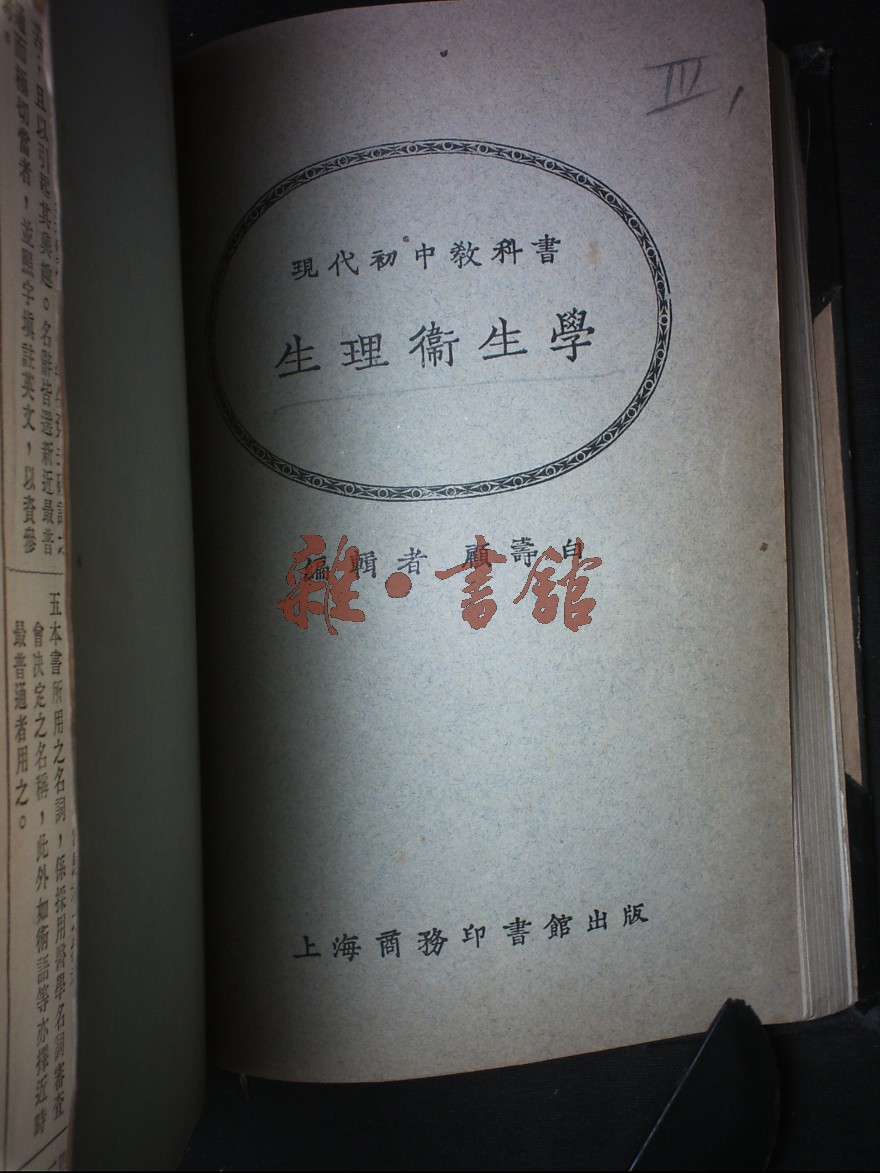 III,
現代初中教科書
生理衞生學
編輯者 顧壽白
雜·書館
上海商務印書館出版
且以引起其興趣。名辭皆選新近最普
通而極切當者，並照字填註英文，以資參
五 本書所用之名詞，係採用醫學名詞審查
會決定之名稱，此外如術語等亦擇近時
最普通者用之。